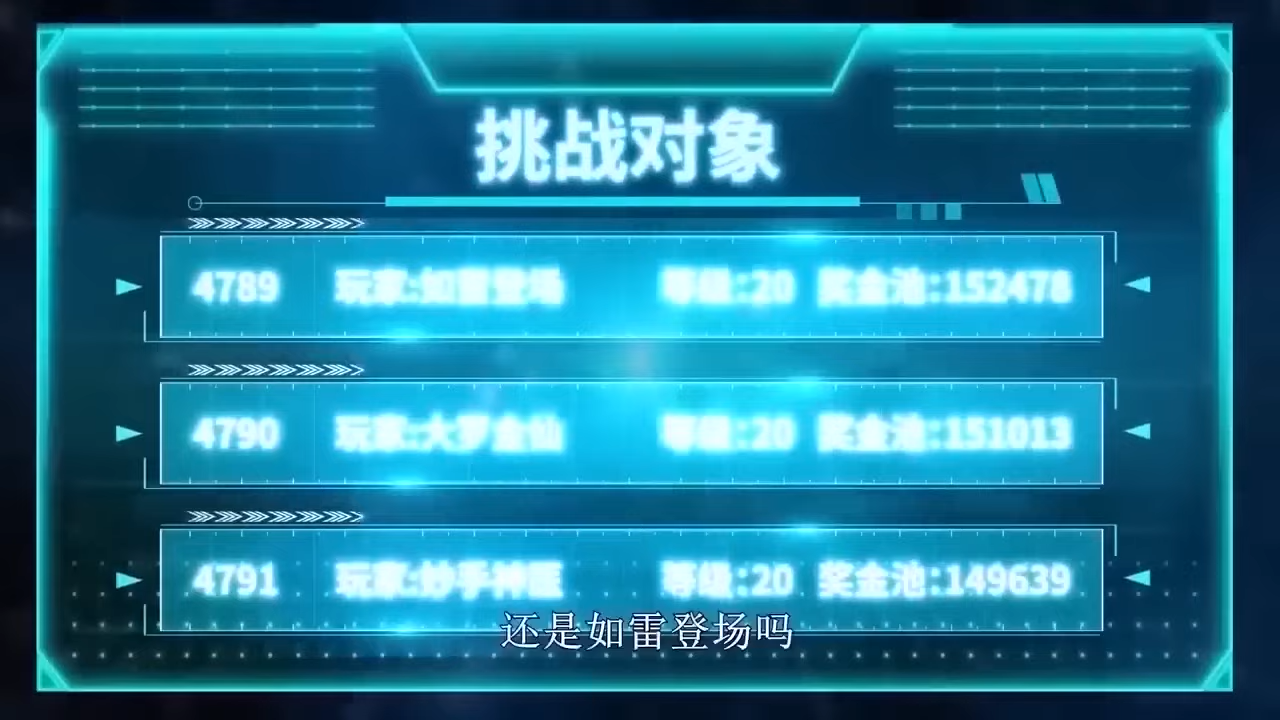 挑战对象
4789 玩家:如雷登场 等级:20 奖金池:152478
4790 玩家:大罗金仙 等级:20 奖金池:151013
4791 玩家:妙手神医 等级:20 奖金池:149639
还是如雷登场吗